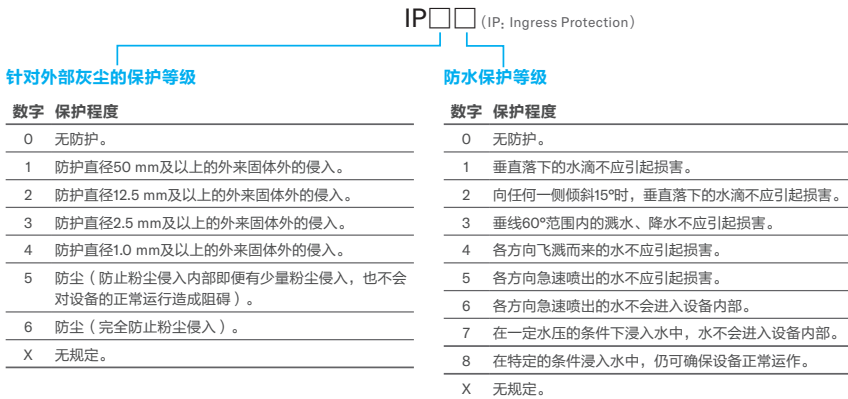 IP□□(IP: Ingress Protection)
针对外部灰尘的保护等级
数字 保护程度
0 无防护。
1 防护直径50 mm及以上的外来固体外的侵入。
2 防护直径12.5 mm及以上的外来固体外的侵入。
3 防护直径2.5 mm及以上的外来固体外的侵入。
4 防护直径1.0 mm及以上的外来固体外的侵入。
5 防尘（防止粉尘侵入内部即便有少量粉尘侵入，也不会
对设备的正常运行造成阻碍）。
6 防尘（完全防止粉尘侵入）。
X 无规定。
防水保护等级
数字 保护程度
0 无防护。
1 垂直落下的水滴不应引起损害。
2 向任何一侧倾斜15°时，垂直落下的水滴不应引起损害。
3 垂线60°范围内的溅水、降水不应引起损害。
4 各方向飞溅而来的水不应引起损害。
5 各方向急速喷出的水不应引起损害。
6 各方向急速喷出的水不会进入设备内部。
7 在一定水压的条件下浸入水中，水不会进入设备内部。
8 在特定的条件浸入水中，仍可确保设备正常运作。
X 无规定。